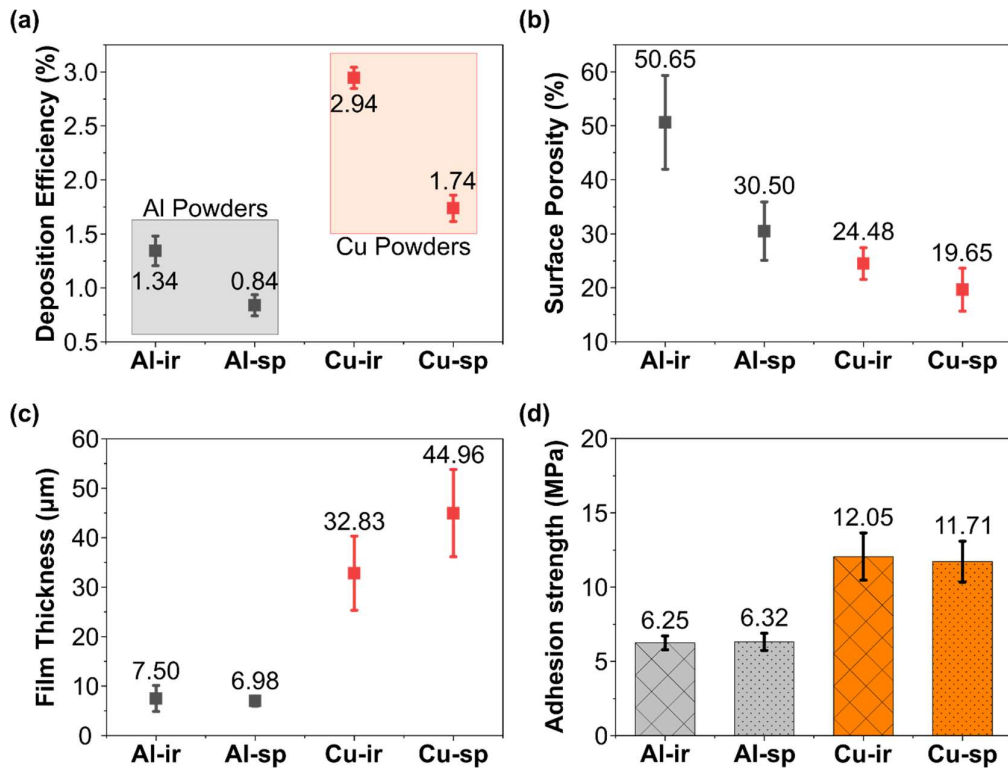 (a)
Deposition Efficiency (%)
3.0
2.5
2.0
1.5
1.0
0.5
2.94
1.74
Al Powders
Cu Powders
1.34
0.84
Al-ir Al-sp Cu-ir Cu-sp
(b)
Surface Porosity (%)
60
50
40
30
20
10
50.65
30.50
24.48
19.65
Al-ir Al-sp Cu-ir Cu-sp
(c)
Film Thickness (µm)
60
50
40
30
20
10
0
44.96
32.83
7.50
6.98
Al-ir Al-sp Cu-ir Cu-sp
(d)
Adhesion strength (MPa)
20
15
10
5
0
12.05
11.71
6.25
6.32
Al-ir Al-sp Cu-ir Cu-sp